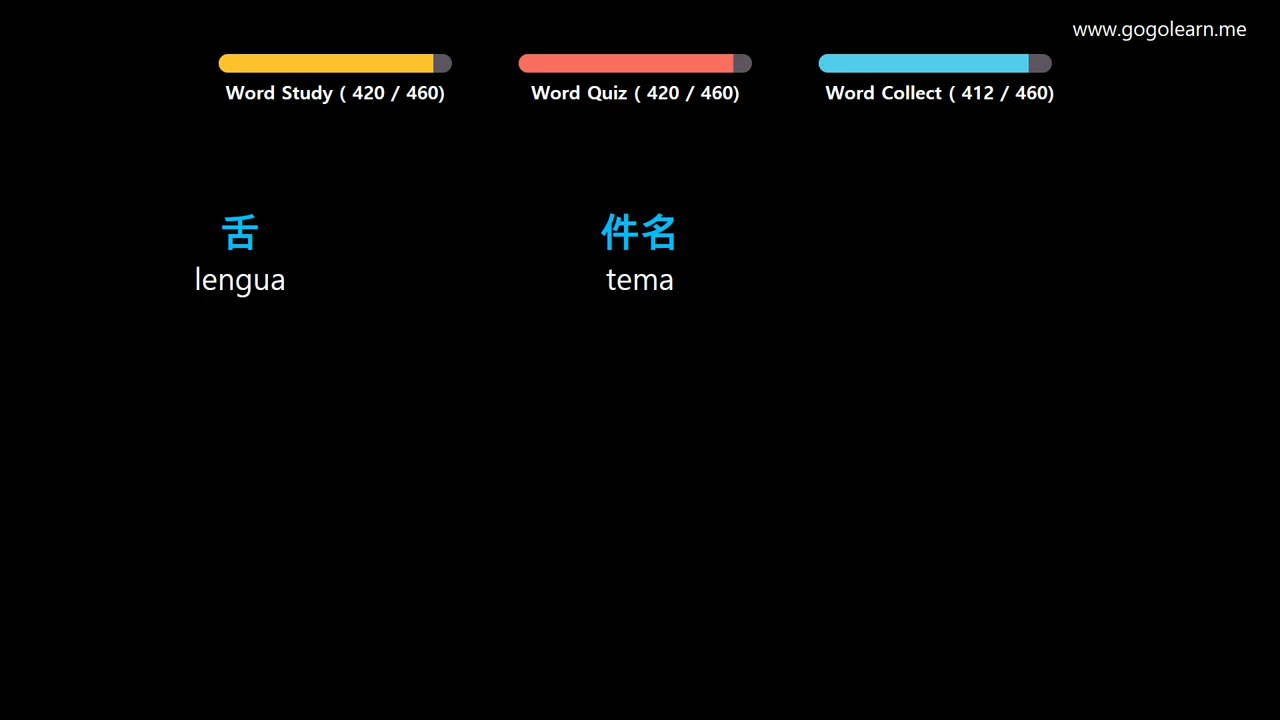 www.gogolearn.me
Word Study ( 420 / 460)
Word Quiz ( 420 / 460)
Word Collect ( 412 / 460)
舌
lengua
件名
tema